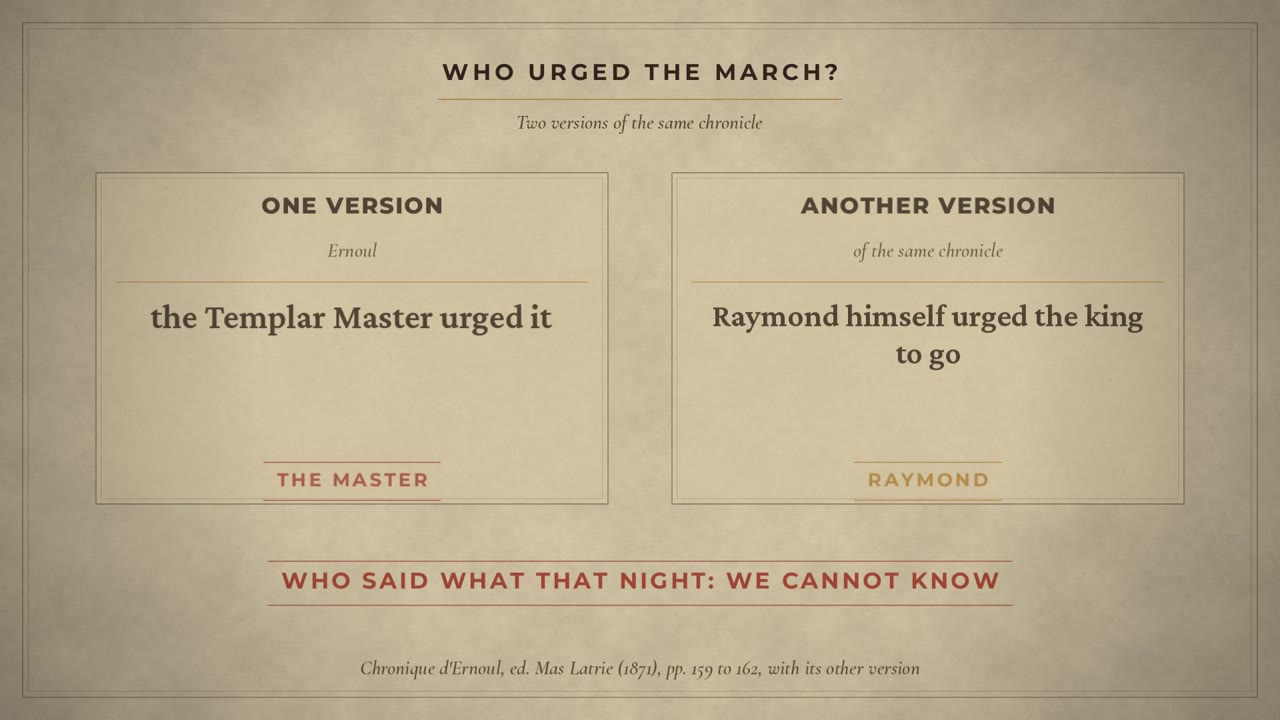 WHO URGED THE MARCH?
Two versions of the same chronicle
ONE VERSION
Ernoul
the Templar Master urged it
THE MASTER
ANOTHER VERSION
of the same chronicle
Raymond himself urged the king
to go
RAYMOND
WHO SAID WHAT THAT NIGHT: WE CANNOT KNOW
Chronique d'Ernoul, ed. Mas Latrie (1871), pp. 159 to 162, with its other version